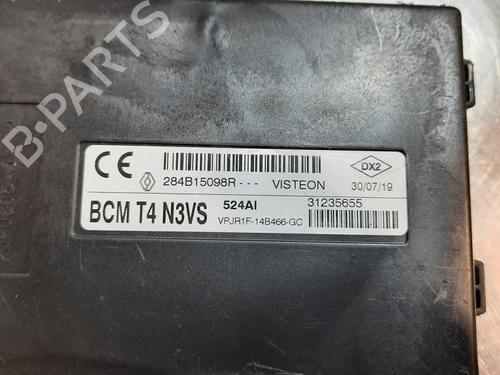 B-PARTS
CE DX2
284B15098R--- VISTEON 30/07/19
BCM T4 N3VS 524AI 31235655
VPJR1F-14B466-GC